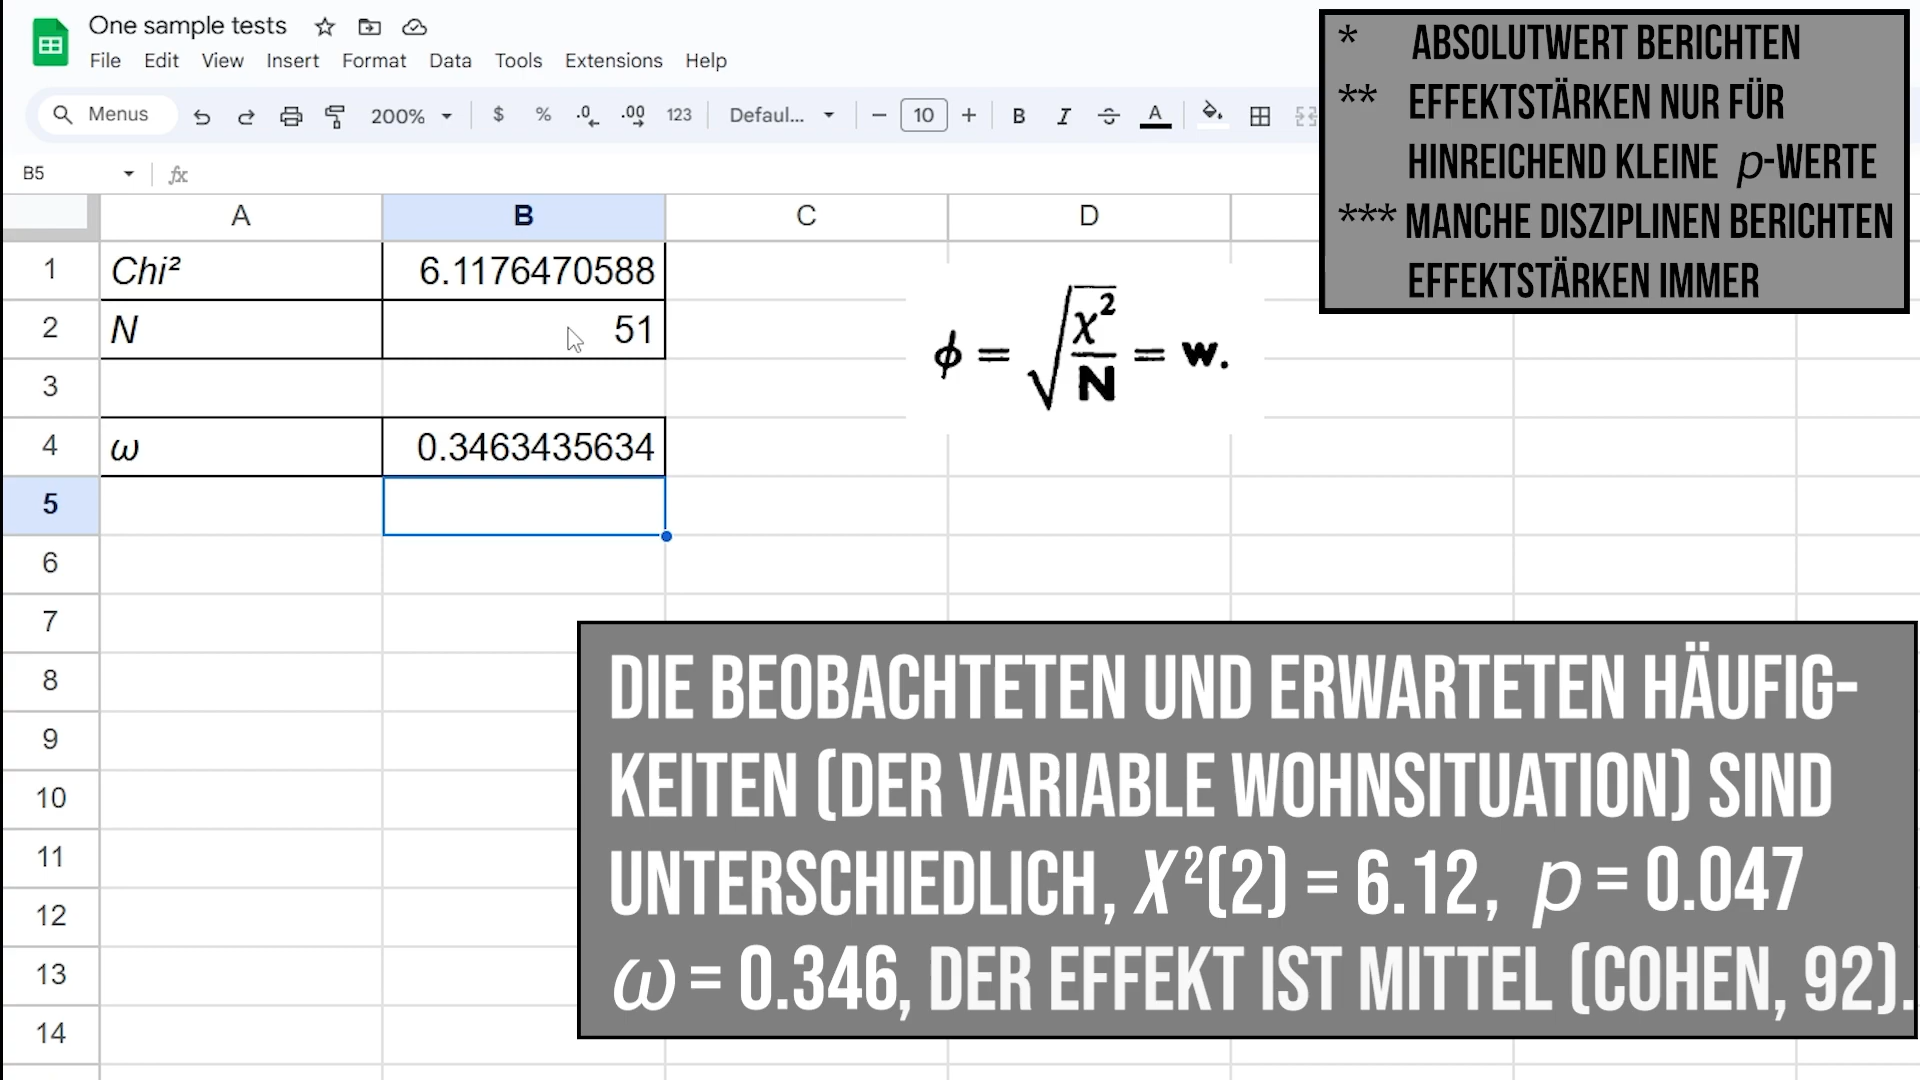 One sample tests
File Edit View Insert Format Data Tools Extensions Help
Menus 200% $ % .0 .00 123 Defaul... − 10 + B I A
B5 fx
A B C D
1 Chi² 6.1176470588
2 N 51
3
4 ω 0.3463435634
5
6
7
8
9
10
11
12
13
14
ϕ = √χ²/N = w.
* ABSOLUTWERT BERICHTEN
** EFFEKTSTÄRKEN NUR FÜR
HINREICHEND KLEINE p-WERTE
*** MANCHE DISZIPLINEN BERICHTEN
EFFEKTSTÄRKEN IMMER
DIE BEOBACHTETEN UND ERWARTETEN HÄUFIG-
KEITEN (DER VARIABLE WOHNSITUATION) SIND
UNTERSCHIEDLICH, X²(2) = 6.12, p = 0.047
ω = 0.346, DER EFFEKT IST MITTEL (COHEN, 92).